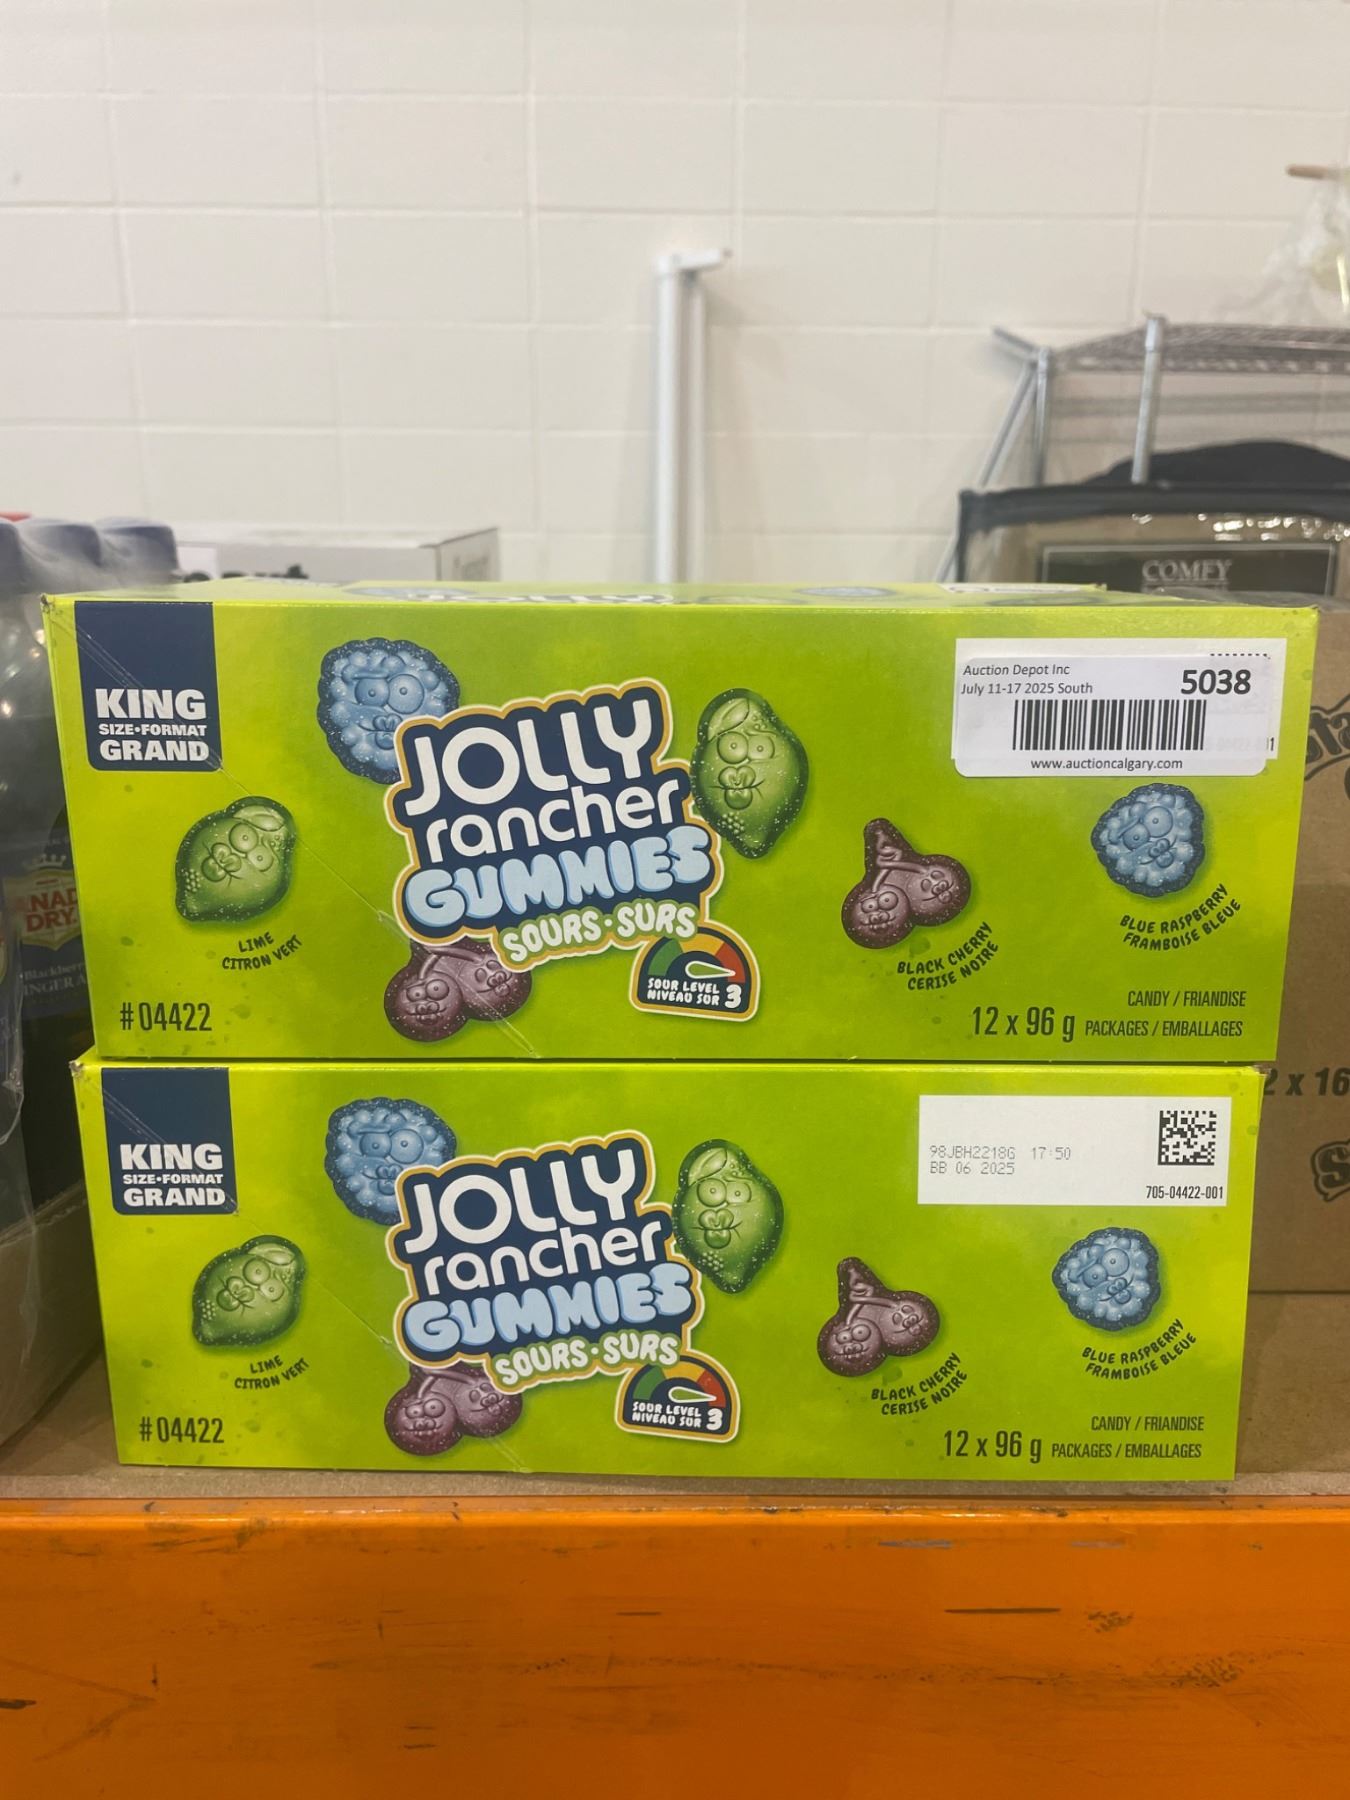 COMFY
KING
SIZE•FORMAT
GRAND
JOLLY
rancher
GUMMIES
SOURS•SURS
SOUR LEVEL
NIVEAU SUR 3
LIME
CITRON VERT
BLACK CHERRY
CERISE NOIRE
BLUE RASPBERRY
FRAMBOISE BLEUE
Auction Depot Inc
July 11-17 2025 South
5038
www.auctioncalgary.com
#04422
CANDY / FRIANDISE
12 x 96 g PACKAGES / EMBALLAGES
DRY
Blackberry
KING
SIZE•FORMAT
GRAND
JOLLY
rancher
GUMMIES
SOURS•SURS
SOUR LEVEL
NIVEAU SUR 3
LIME
CITRON VERT
BLACK CHERRY
CERISE NOIRE
BLUE RASPBERRY
FRAMBOISE BLEUE
98JBH2218G 17:50
BB 06 2025
705-04422-001
#04422
CANDY / FRIANDISE
12 x 96 g PACKAGES / EMBALLAGES
2 x 16